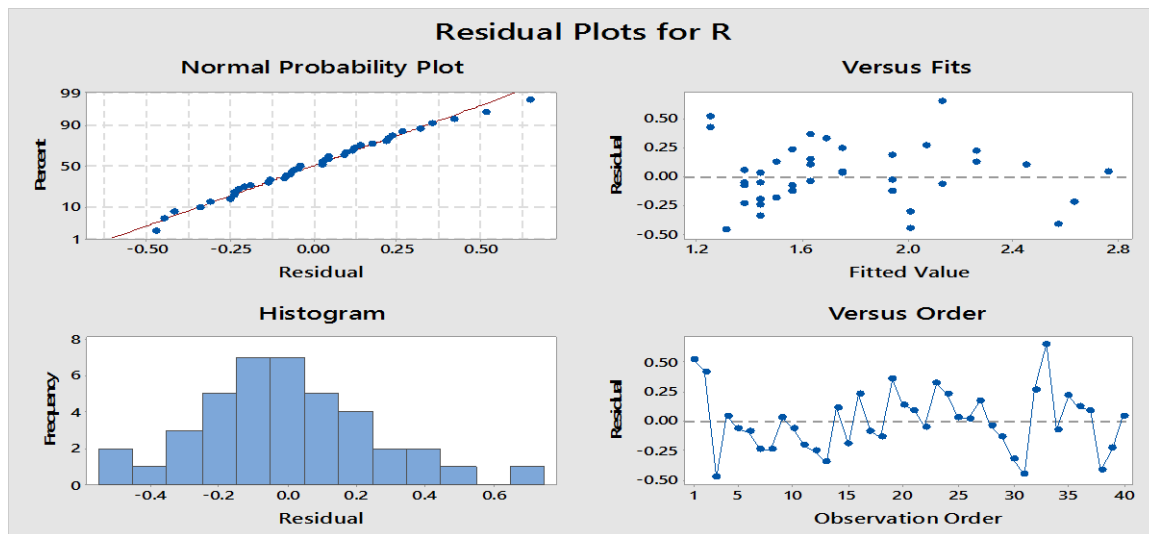 Residual Plots for R
Normal Probability Plot
99
90
50
10
1
Percent
-0.50 -0.25 0.00 0.25 0.50
Residual
Versus Fits
0.50
0.25
0.00
-0.25
-0.50
Residual
1.2 1.6 2.0 2.4 2.8
Fitted Value
Histogram
8
6
4
2
0
Frequency
-0.4 -0.2 0.0 0.2 0.4 0.6
Residual
Versus Order
0.50
0.25
0.00
-0.25
-0.50
Residual
1 5 10 15 20 25 30 35 40
Observation Order